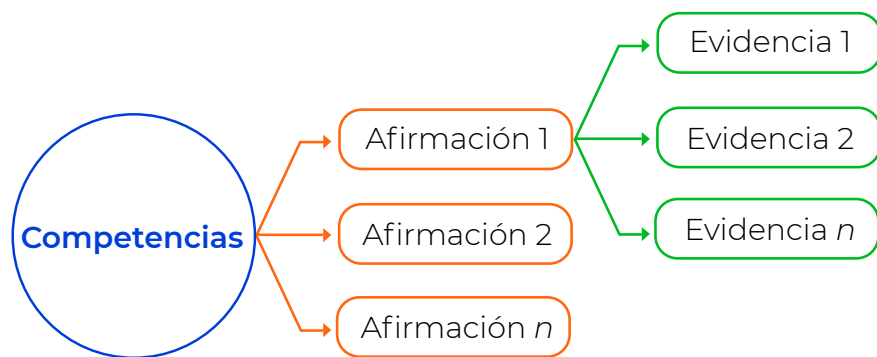 Competencias
Afirmación 1
Afirmación 2
Afirmación n
Evidencia 1
Evidencia 2
Evidencia n